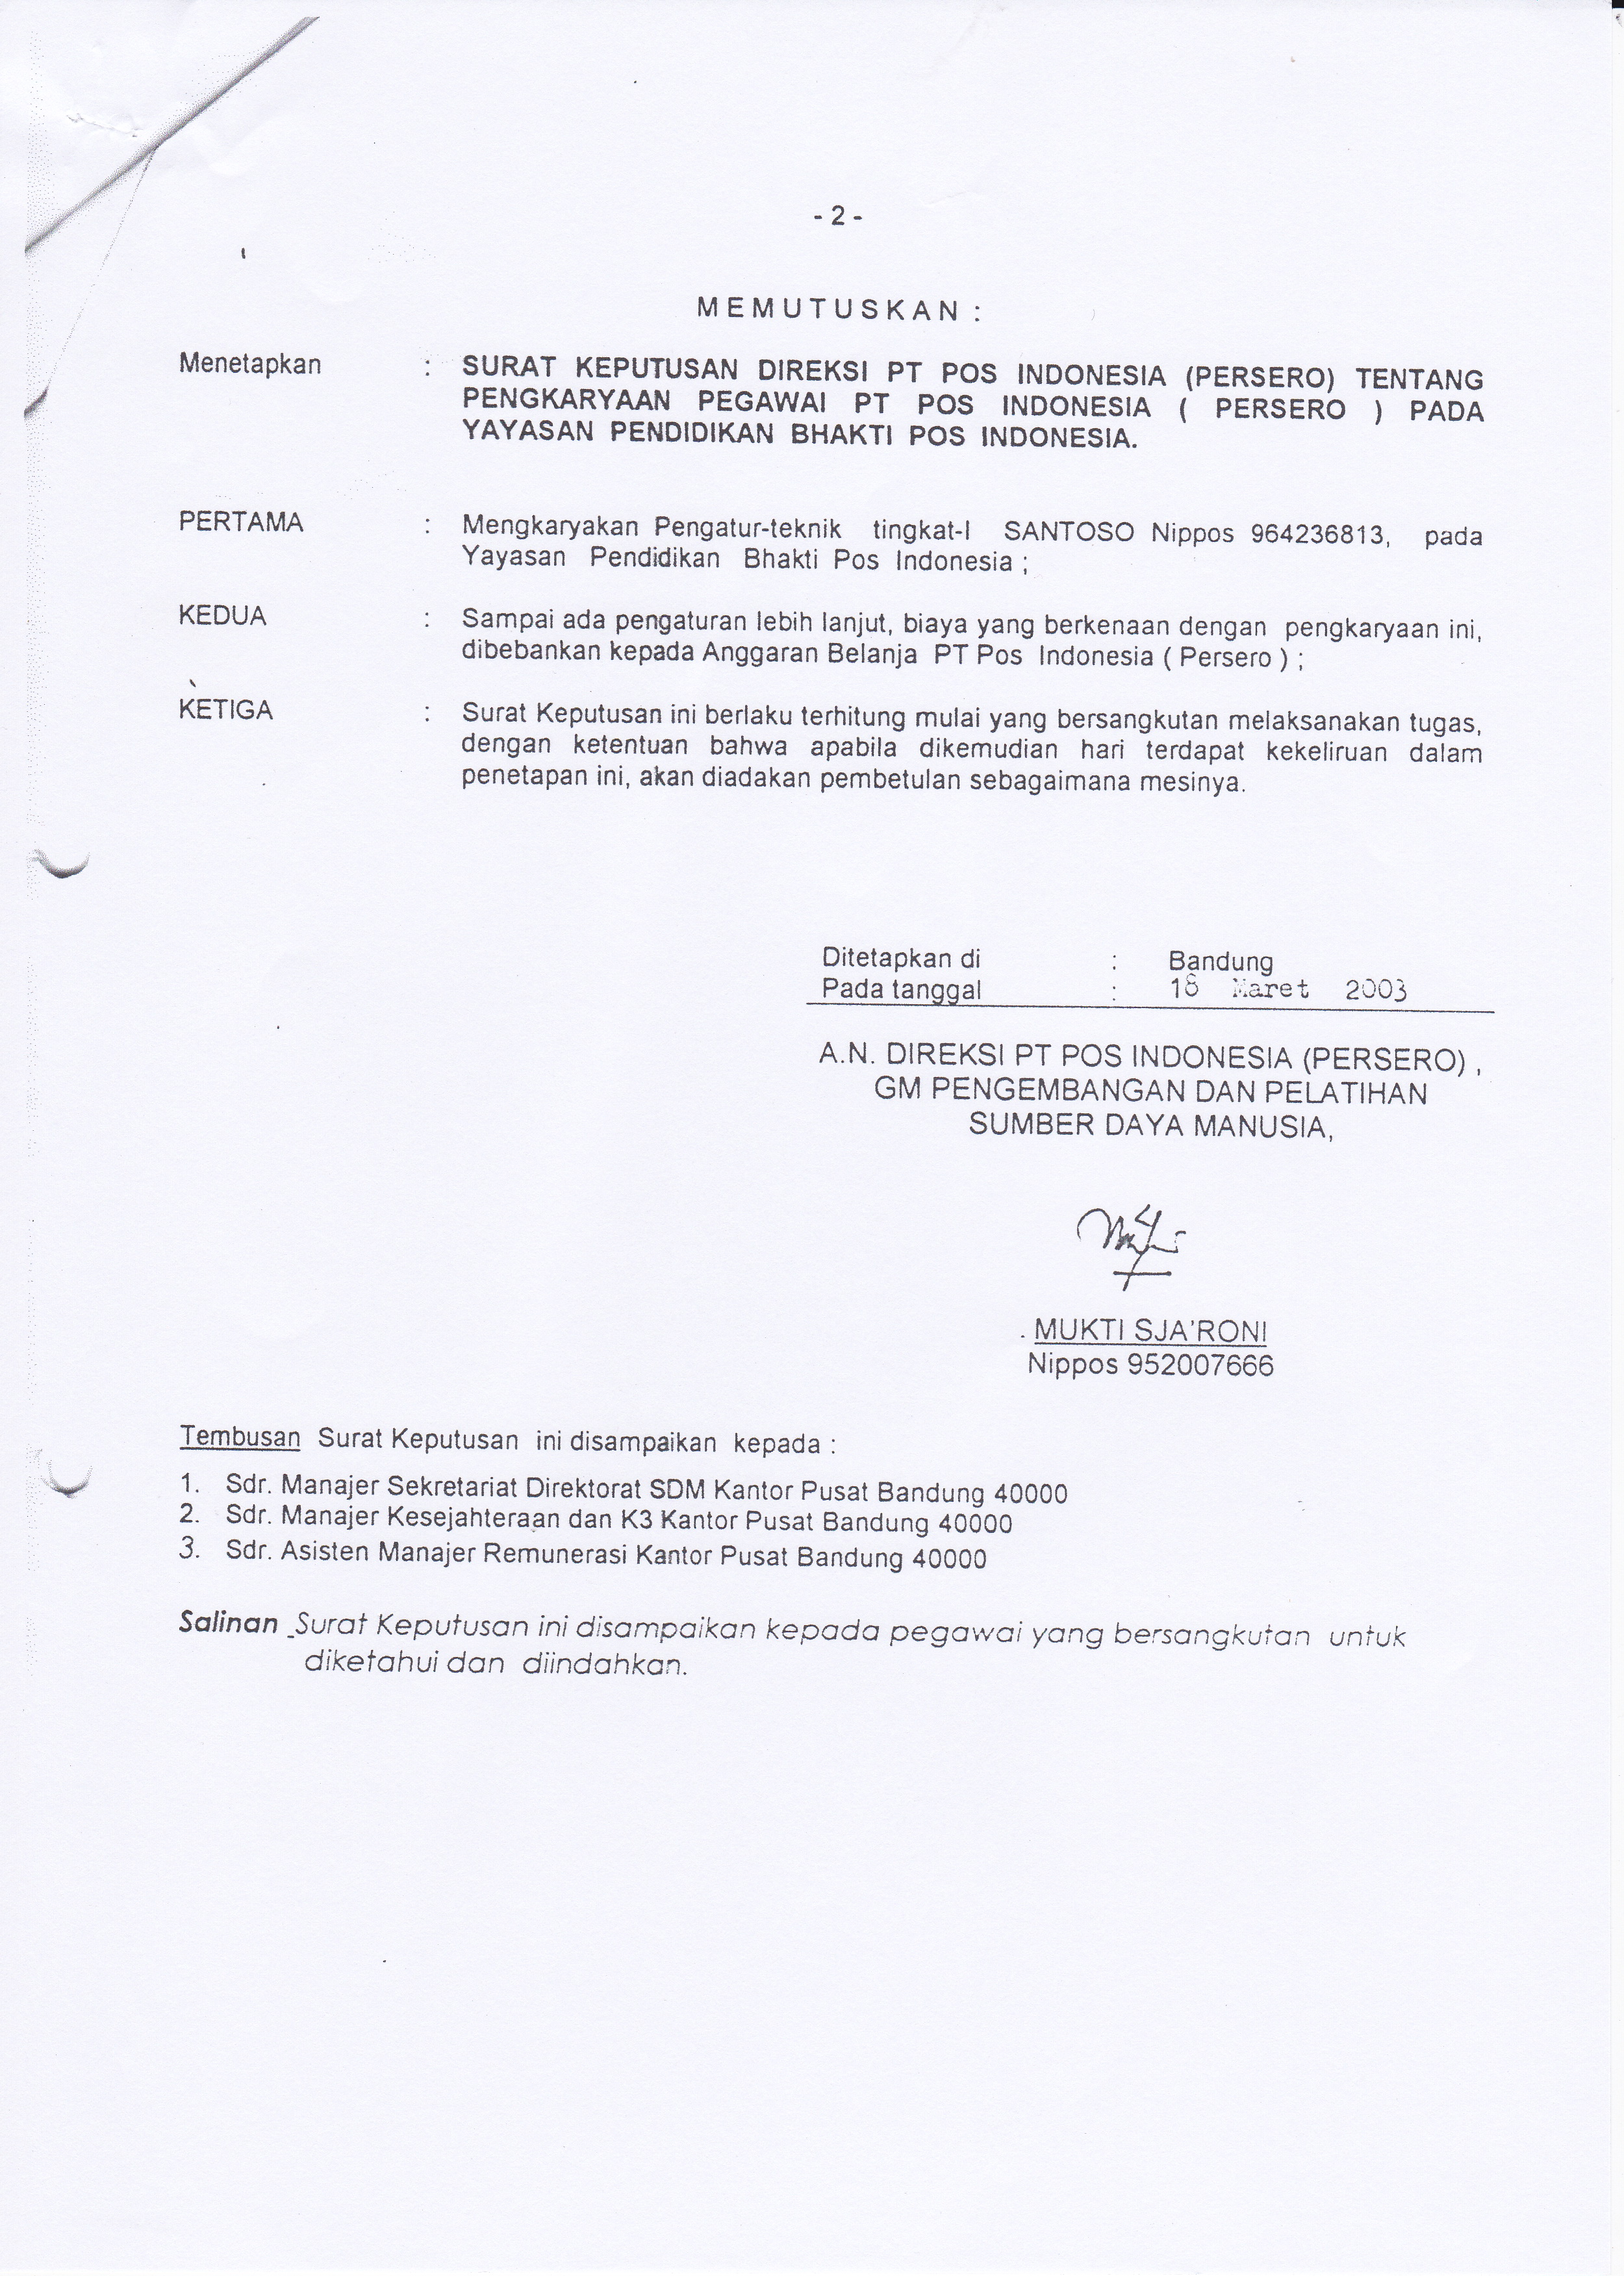 - 2 -
M E M U T U S K A N :
Menetapkan : SURAT KEPUTUSAN DIREKSI PT POS INDONESIA (PERSERO) TENTANG
PENGKARYAAN PEGAWAI PT POS INDONESIA ( PERSERO ) PADA
YAYASAN PENDIDIKAN BHAKTI POS INDONESIA.
PERTAMA : Mengkaryakan Pengatur-teknik tingkat-I SANTOSO Nippos 964236813, pada
Yayasan Pendidikan Bhakti Pos Indonesia ;
KEDUA : Sampai ada pengaturan lebih lanjut, biaya yang berkenaan dengan pengkaryaan ini,
dibebankan kepada Anggaran Belanja PT Pos Indonesia ( Persero ) ;
KETIGA : Surat Keputusan ini berlaku terhitung mulai yang bersangkutan melaksanakan tugas,
dengan ketentuan bahwa apabila dikemudian hari terdapat kekeliruan dalam
penetapan ini, akan diadakan pembetulan sebagaimana mesinya.
Ditetapkan di : Bandung
Pada tanggal : Maret 2003
A.N. DIREKSI PT POS INDONESIA (PERSERO) ,
GM PENGEMBANGAN DAN PELATIHAN
SUMBER DAYA MANUSIA,
MUKTI SJA'RONI
Nippos 952007666
Tembusan Surat Keputusan ini disampaikan kepada :
1. Sdr. Manajer Sekretariat Direktorat SDM Kantor Pusat Bandung 40000
2. Sdr. Manajer Kesejahteraan dan K3 Kantor Pusat Bandung 40000
3. Sdr. Asisten Manajer Remunerasi Kantor Pusat Bandung 40000
Salinan Surat Keputusan ini disampaikan kepada pegawai yang bersangkutan untuk
diketahui dan diindahkan.